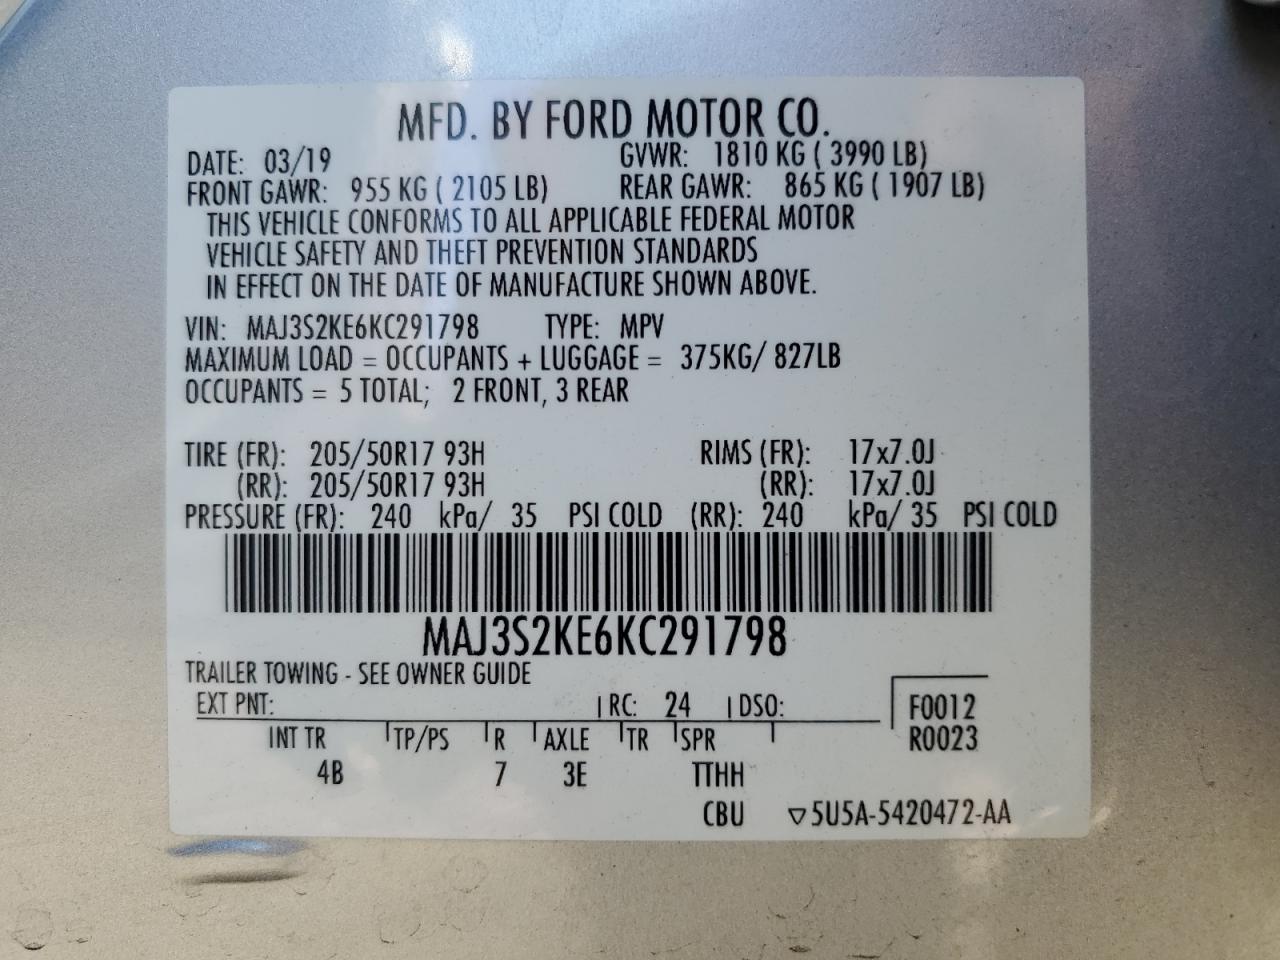 MFD. BY FORD MOTOR CO.
DATE: 03/19 GVWR: 1810 KG ( 3990 LB)
FRONT GAWR: 955 KG ( 2105 LB) REAR GAWR: 865 KG ( 1907 LB)
THIS VEHICLE CONFORMS TO ALL APPLICABLE FEDERAL MOTOR
VEHICLE SAFETY AND THEFT PREVENTION STANDARDS
IN EFFECT ON THE DATE OF MANUFACTURE SHOWN ABOVE.
VIN: MAJ3S2KE6KC291798 TYPE: MPV
MAXIMUM LOAD = OCCUPANTS + LUGGAGE = 375KG/ 827LB
OCCUPANTS = 5 TOTAL; 2 FRONT, 3 REAR
TIRE (FR): 205/50R17 93H RIMS (FR): 17x7.0J
(RR): 205/50R17 93H (RR): 17x7.0J
PRESSURE (FR): 240 kPa/ 35 PSI COLD (RR): 240 kPa/ 35 PSI COLD
MAJ3S2KE6KC291798
TRAILER TOWING - SEE OWNER GUIDE
EXT PNT: RC: 24 DSO: F0012
INT TR TP/PS R AXLE TR SPR R0023
4B 7 3E TTHH
CBU ▽5U5A-5420472-AA